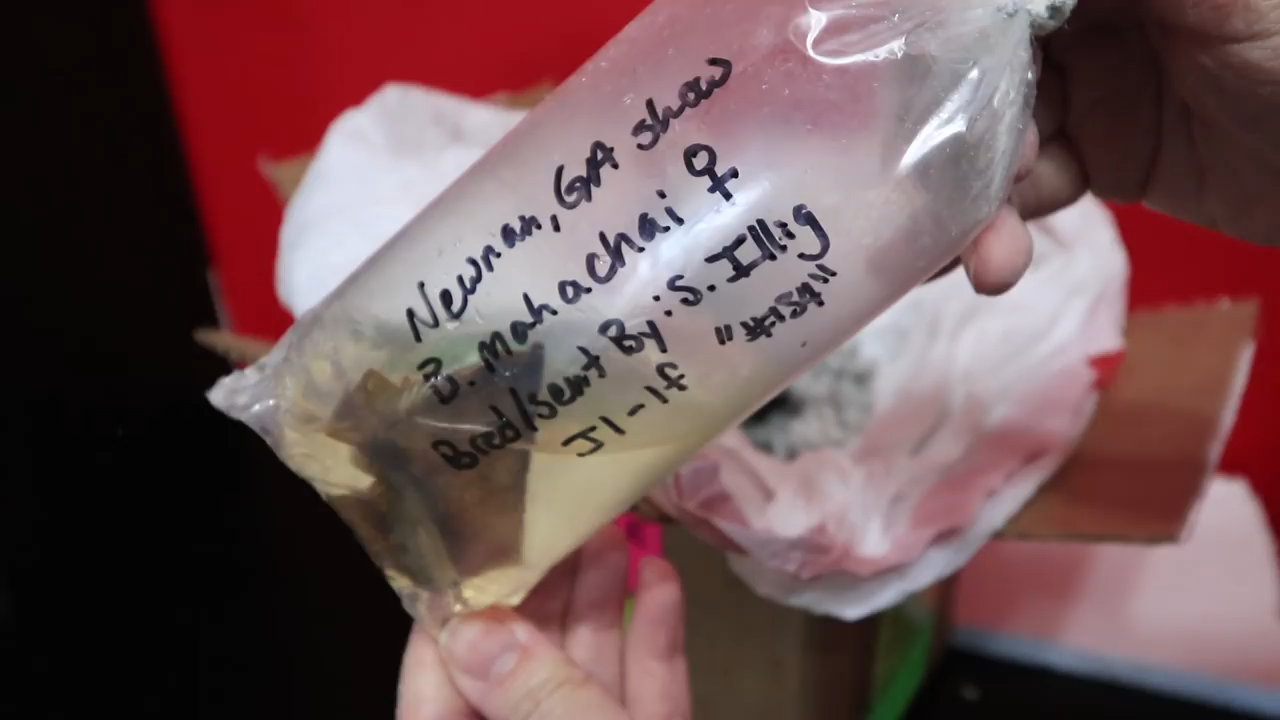 Newnan, GA show
B. Mahachai ♀
Bred/Sent By: S. Illig
J1-1f "#154"